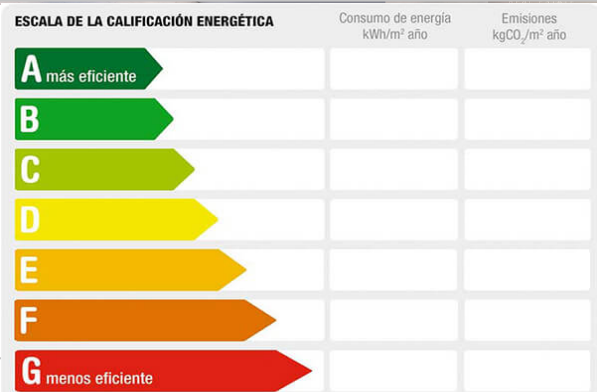 ESCALA DE LA CALIFICACIÓN ENERGÉTICA
Consumo de energía
kWh/m² año
Emisiones
kgCO₂/m² año
A más eficiente
B
C
D
E
F
G menos eficiente